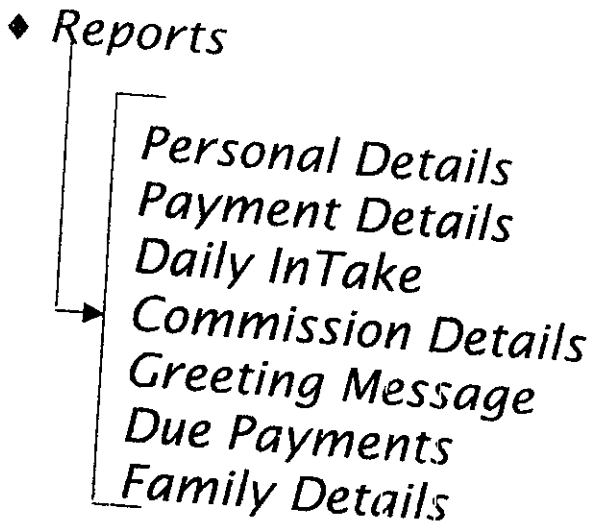 Reports
Personal Details
Payment Details
Daily InTake
Commission Details
Greeting Message
Due Payments
Family Details